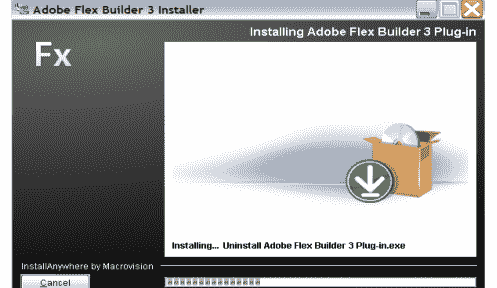 Adobe Flex Builder 3 Installer
Installing Adobe Flex Builder 3 Plug-in
Fx
Installing... Uninstall Adobe Flex Builder 3 Plug-in.exe
InstallAnywhere by Macrovision
Cancel